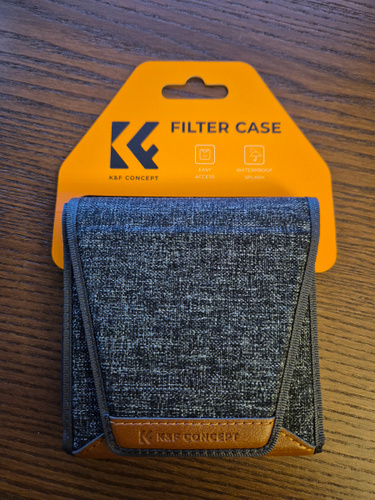 FILTER CASE
K&F CONCEPT
EASY
ACCESS
WATERPROOF
SPLASH
K&F CONCEPT